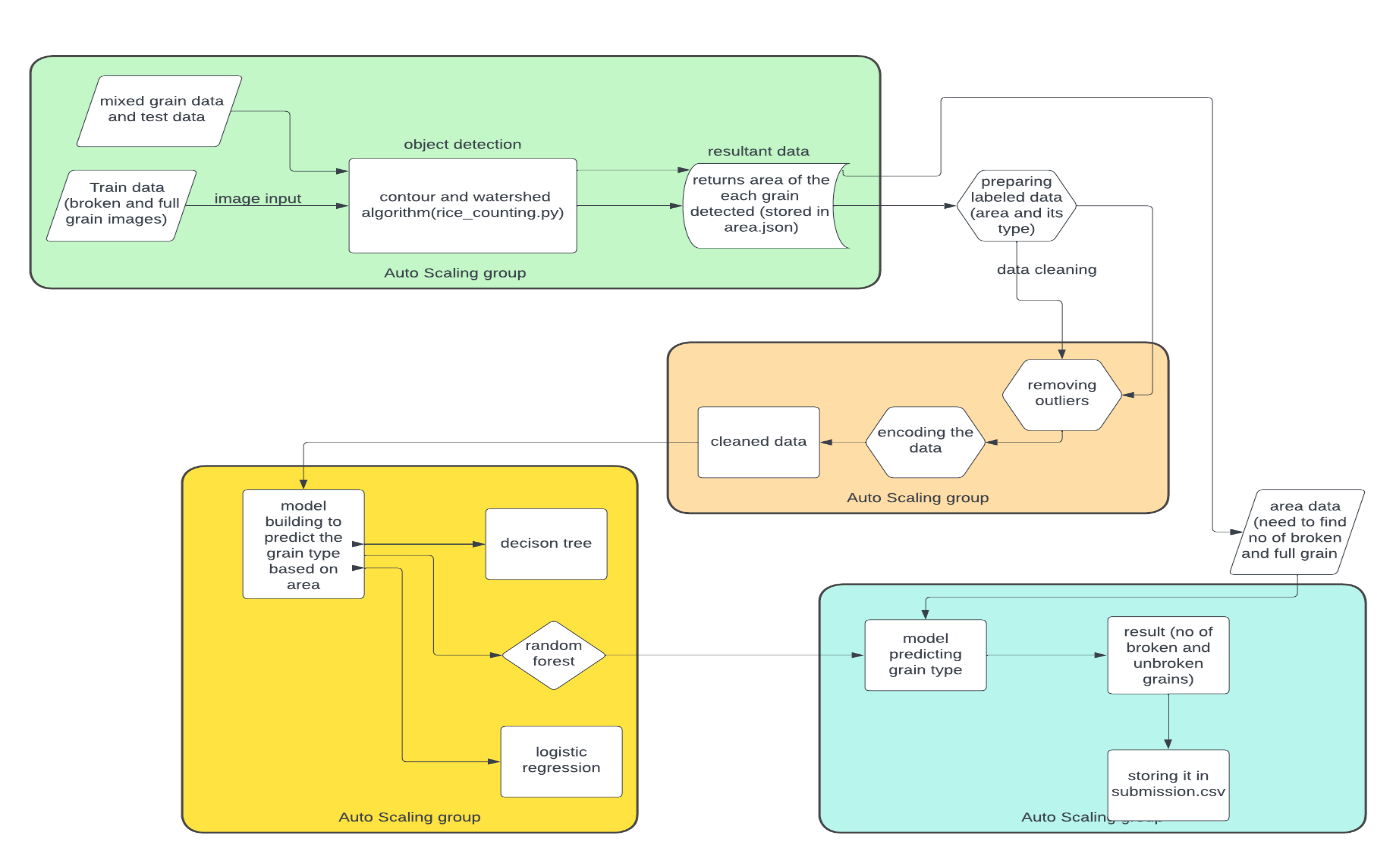 mixed grain data
and test data
Train data
(broken and full
grain images)
image input
object detection
contour and watershed
algorithm(rice_counting.py)
resultant data
returns area of the
each grain
detected (stored in
area.json)
Auto Scaling group
preparing
labeled data
(area and its
type)
data cleaning
removing
outliers
encoding the
data
cleaned data
Auto Scaling group
model
building to
predict the
grain type
based on
area
decison tree
random
forest
logistic
regression
Auto Scaling group
area data
(need to find
no of broken
and full grain
model
predicting
grain type
result (no of
broken and
unbroken
grains)
storing it in
submission.csv
Auto Scaling group